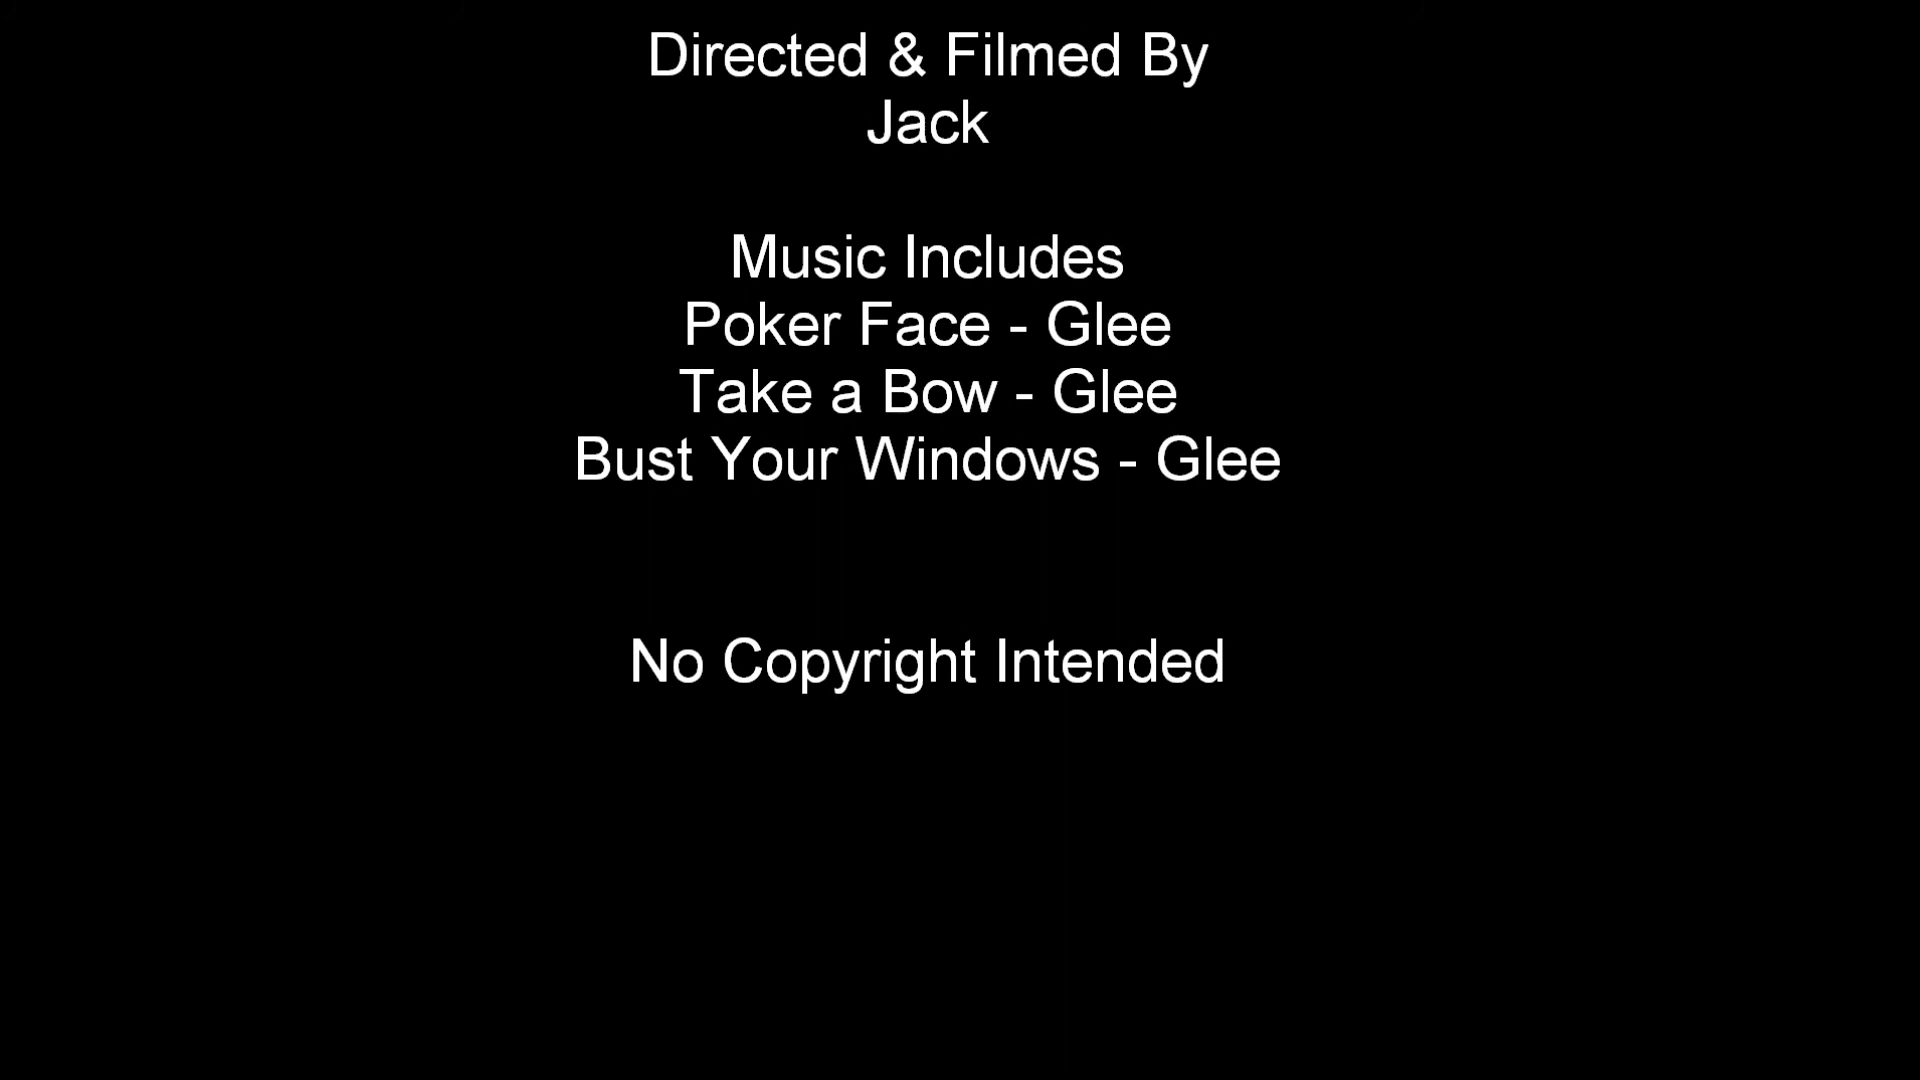 Directed & Filmed By
Jack
Music Includes
Poker Face - Glee
Take a Bow - Glee
Bust Your Windows - Glee
No Copyright Intended